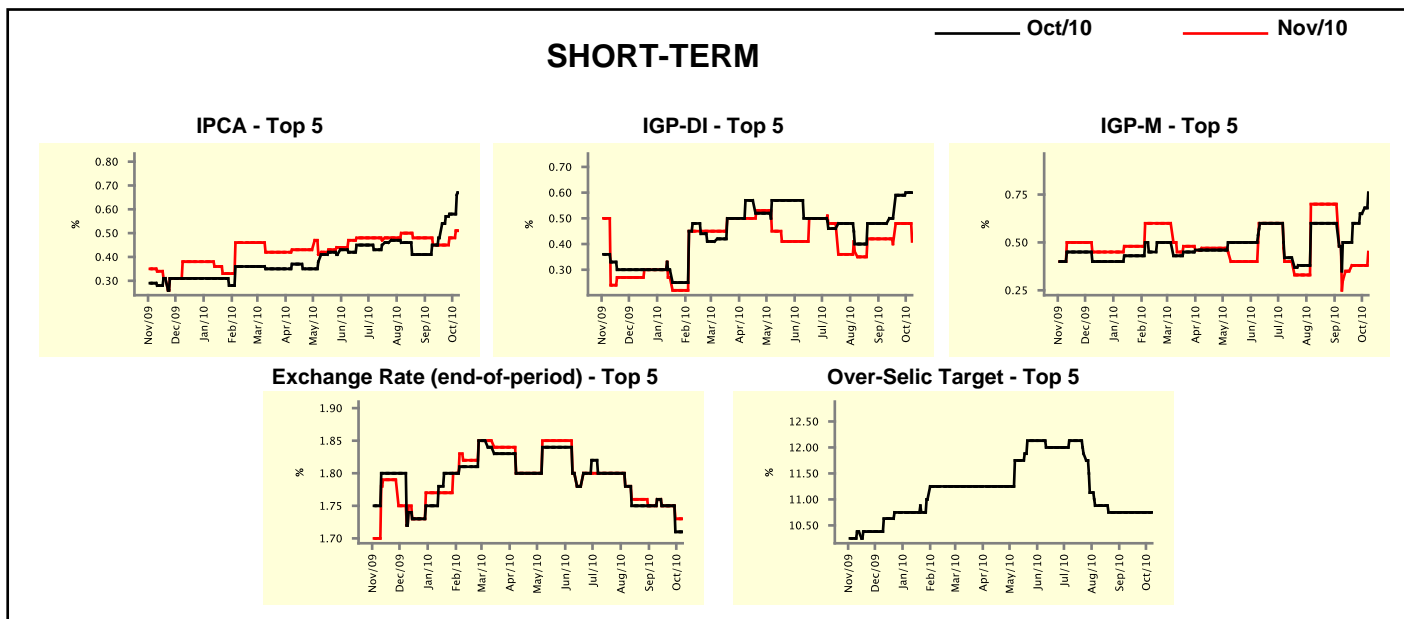 Oct/10 Nov/10
SHORT-TERM
IPCA - Top 5
0.80
0.70
0.60
0.50
0.40
0.30
%
Nov/09 Dec/09 Jan/10 Feb/10 Mar/10 Apr/10 May/10 Jun/10 Jul/10 Aug/10 Sep/10 Oct/10
IGP-DI - Top 5
0.70
0.60
0.50
0.40
0.30
%
Nov/09 Dec/09 Jan/10 Feb/10 Mar/10 Apr/10 May/10 Jun/10 Jul/10 Aug/10 Sep/10 Oct/10
IGP-M - Top 5
0.75
0.50
0.25
%
Nov/09 Dec/09 Jan/10 Feb/10 Mar/10 Apr/10 May/10 Jun/10 Jul/10 Aug/10 Sep/10 Oct/10
Exchange Rate (end-of-period) - Top 5
1.90
1.85
1.80
1.75
1.70
%
Nov/09 Dec/09 Jan/10 Feb/10 Mar/10 Apr/10 May/10 Jun/10 Jul/10 Aug/10 Sep/10 Oct/10
Over-Selic Target - Top 5
12.50
12.00
11.50
11.00
10.50
%
Nov/09 Dec/09 Jan/10 Feb/10 Mar/10 Apr/10 May/10 Jun/10 Jul/10 Aug/10 Sep/10 Oct/10